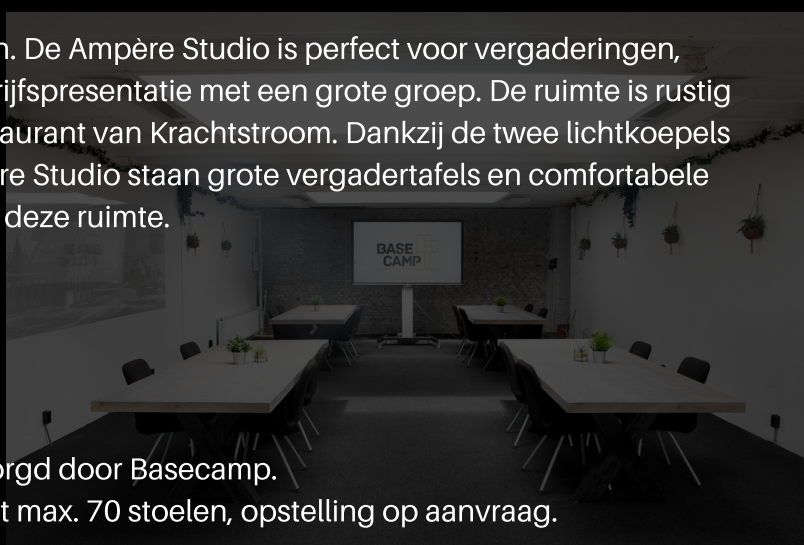 n. De Ampère Studio is perfect voor vergaderingen,
rijfspresentatie met een grote groep. De ruimte is rustig
aurant van Krachtstroom. Dankzij de twee lichtkoepels
re Studio staan grote vergadertafels en comfortabele
deze ruimte.
BASE
CAMP
orgd door Basecamp.
t max. 70 stoelen, opstelling op aanvraag.